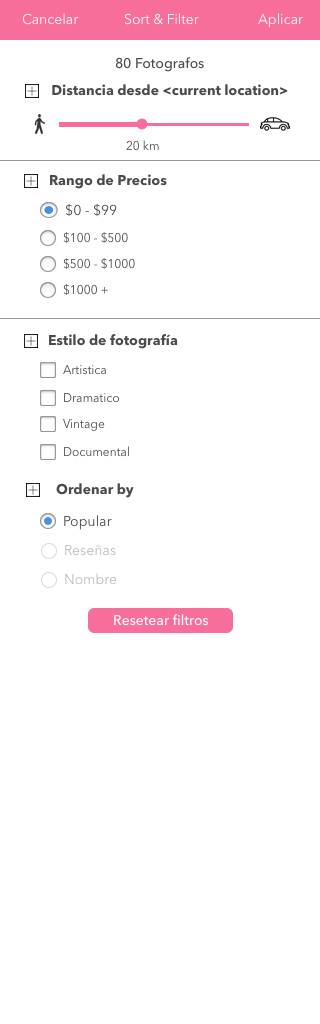 Cancelar Sort & Filter Aplicar
80 Fotografos
Distancia desde <current location>
20 km
Rango de Precios
$0 - $99
$100 - $500
$500 - $1000
$1000 +
Estilo de fotografía
Artistica
Dramatico
Vintage
Documental
Ordenar by
Popular
Reseñas
Nombre
Resetear filtros